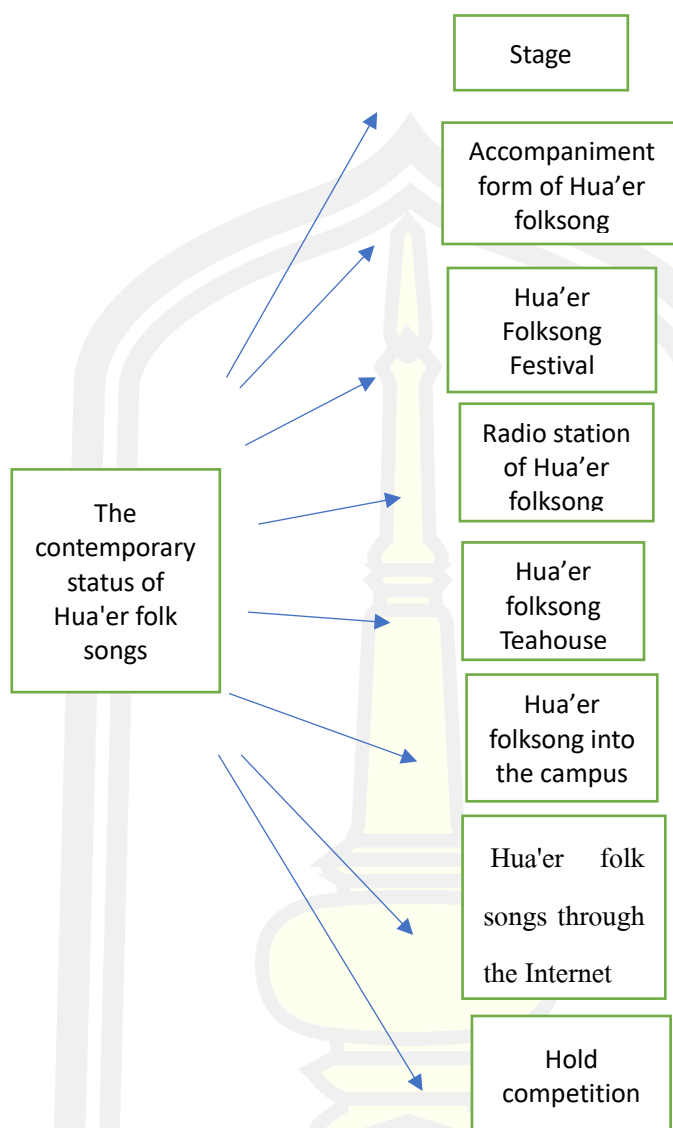 Stage
Accompaniment
form of Hua’er
folksong
Hua’er
Folksong
Festival
Radio station
of Hua’er
folksong
The
contemporary
status of
Hua'er folk
songs
Hua’er
folksong
Teahouse
Hua’er
folksong into
the campus
Hua'er folk
songs through
the Internet
Hold
competition